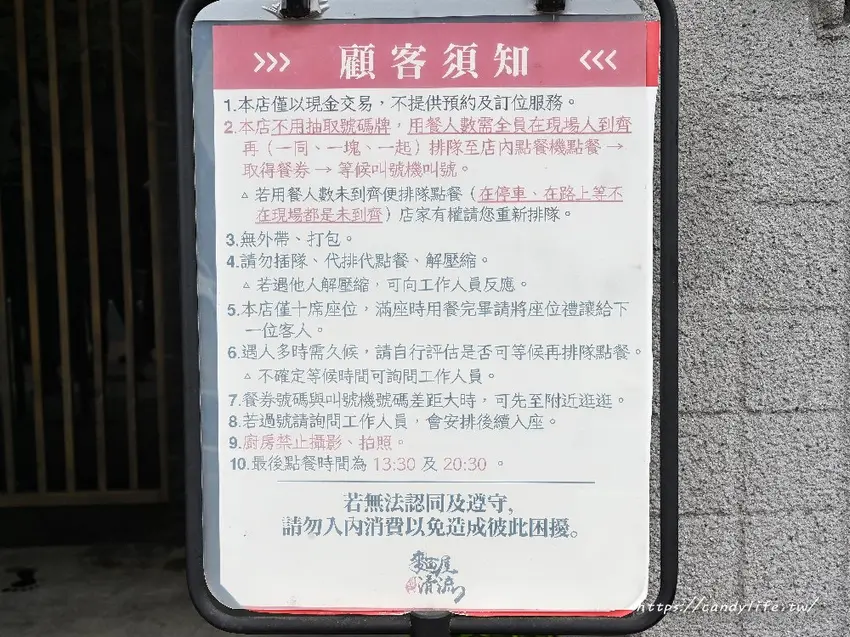 >>> 顧客須知 <<<
1.本店僅以現金交易，不提供預約及訂位服務。
2.本店不用抽取號碼牌，用餐人數需全員在現場人到齊
再（一同、一塊、一起）排隊至店內點餐機點餐→
取得餐券→等候叫號機叫號。
△ 若用餐人數未到齊便排隊點餐（在停車、在路上等不
在現場都是未到齊）店家有權請您重新排隊。
3.無外帶、打包。
4.請勿插隊、代排代點餐、解壓縮。
△ 若遇他人解壓縮，可向工作人員反應。
5.本店僅十席座位，滿座時用餐完畢請將座位禮讓給下
一位客人。
6.遇人多時需久候，請自行評估是否可等候再排隊點餐。
△ 不確定等候時間可詢問工作人員。
7.餐券號碼與叫號機號碼差距大時，可先至附近逛逛。
8.若過號請詢問工作人員，會安排後續入座。
9.廚房禁止攝影、拍照。
10.最後點餐時間為 13:30 及 20:30 。
若無法認同及遵守,
請勿入內消費以免造成彼此困擾。
麵屋
清流
https://candylife.tw/